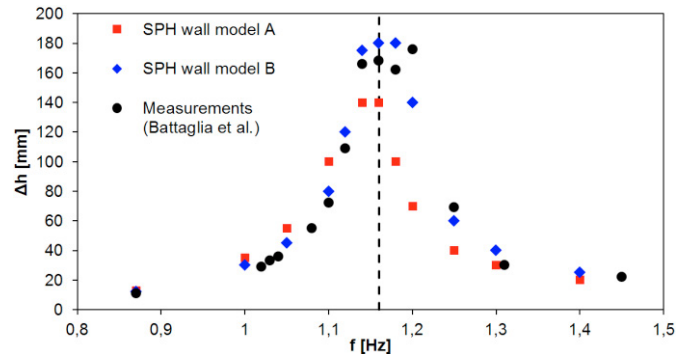 200
180
160
140
120
100
80
60
40
20
0
Δh [mm]
SPH wall model A
SPH wall model B
Measurements
(Battaglia et al.)
0,8 0,9 1 1,1 1,2 1,3 1,4 1,5
f [Hz]